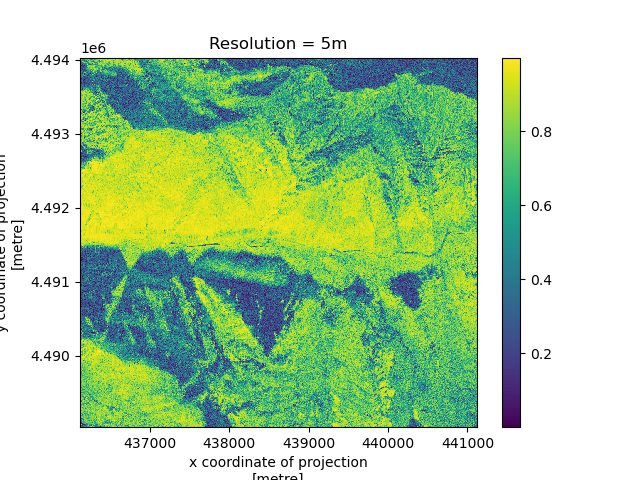 Resolution = 5m
1e6
4.494
4.493
4.492
4.491
4.490
y coordinate of projection
[metre]
437000 438000 439000 440000 441000
x coordinate of projection
[metre]
0.8
0.6
0.4
0.2